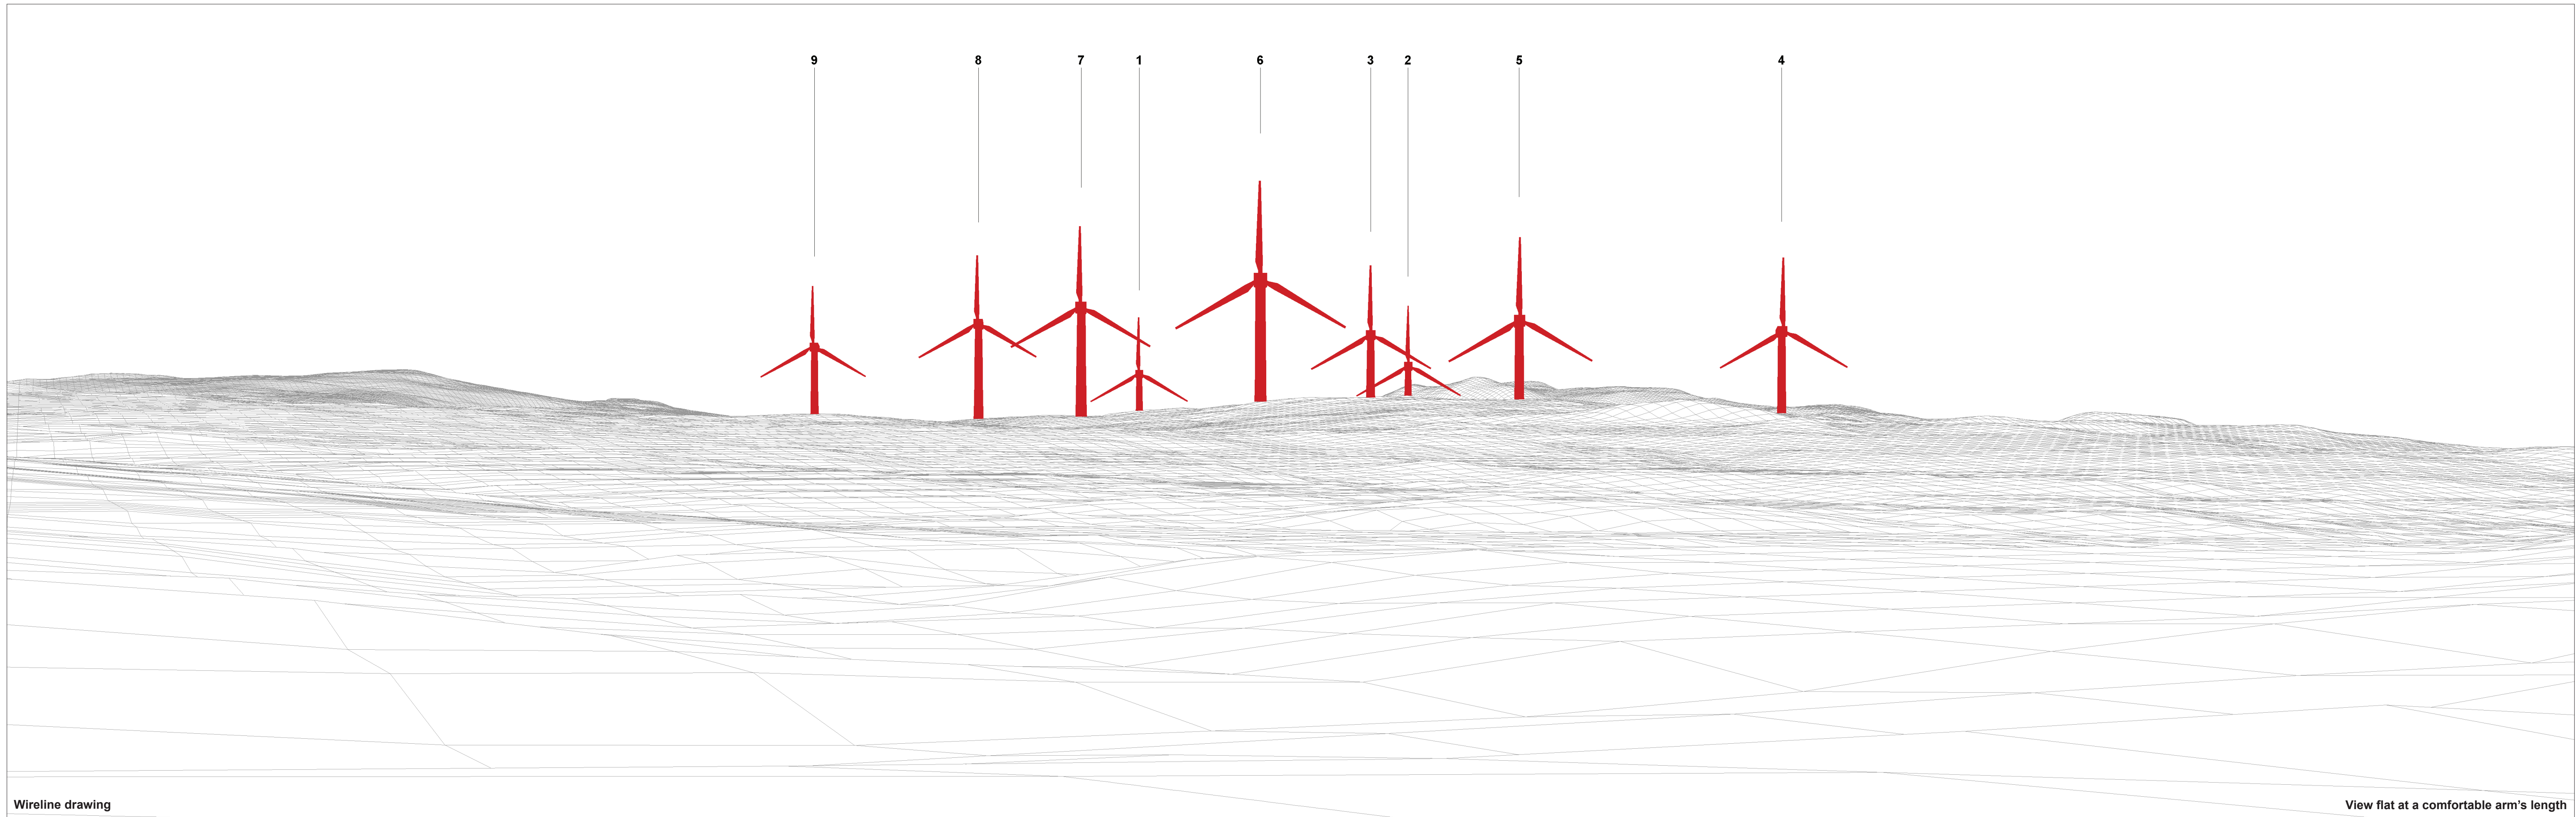 9 8 7 1 6 3 2 5 4
Wireline drawing
View flat at a comfortable arm's length